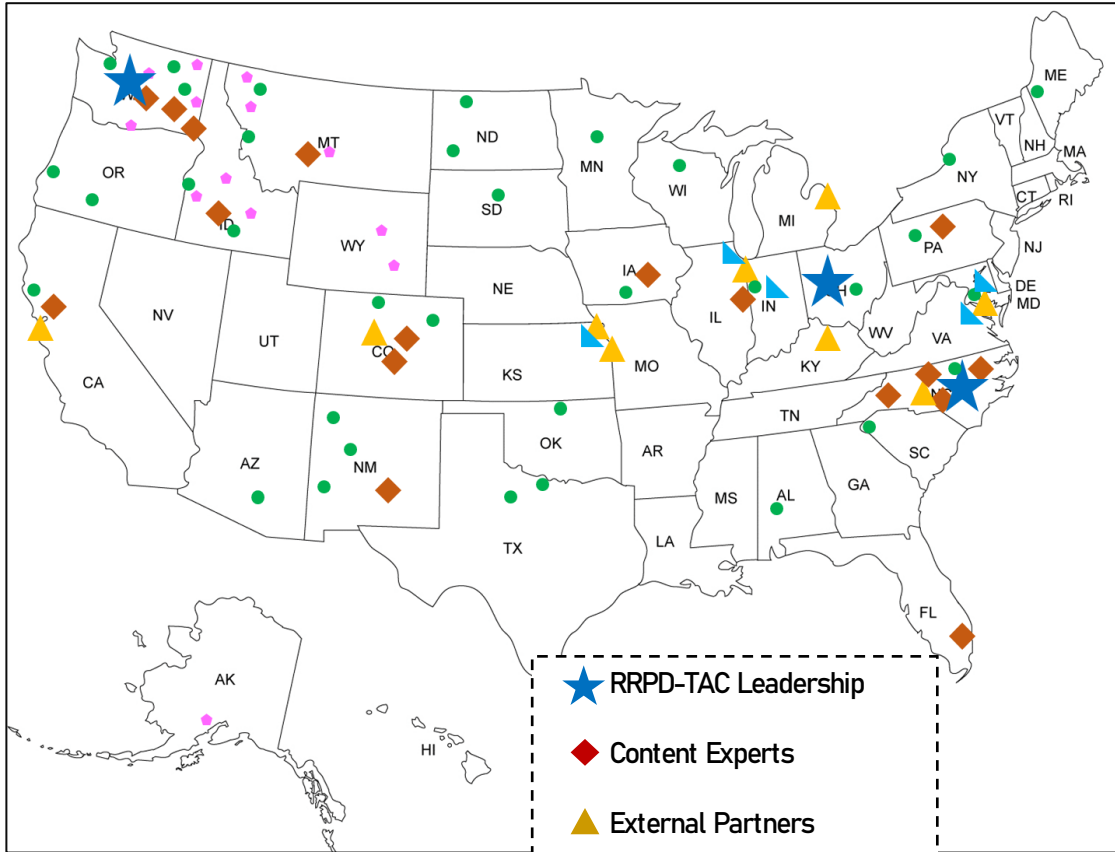 ME
VT
NH
MA
NY
CT
RI
MT
ND
MN
OR
WI
SD
MI
ID
WY
PA
NJ
IA
NE
DE
MD
NV
IL
IN
WV
VA
UT
CO
KS
MO
KY
CA
TN
OK
AR
SC
AZ
NM
MS
AL
GA
TX
LA
FL
AK
HI
RRPD-TAC Leadership
Content Experts
External Partners